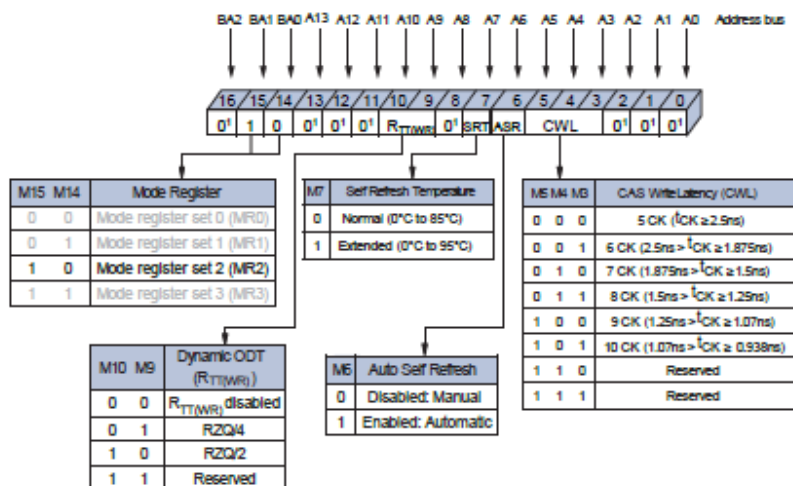 BA2 BA1 BA0 A13 A12 A11 A10 A9 A8 A7 A6 A5 A4 A3 A2 A1 A0 Address bus
16 15 14 13 12 11 10 9 8 7 6 5 4 3 2 1 0
0¹ 1 0 0¹ 0¹ 0¹ RTT(WR) 0¹ SRT ASR CWL 0¹ 0¹ 0¹
M15 M14 Mode Register
0 0 Mode register set 0 (MR0)
0 1 Mode register set 1 (MR1)
1 0 Mode register set 2 (MR2)
1 1 Mode register set 3 (MR3)
M7 Self Refresh Temperature
0 Normal (0°C to 85°C)
1 Extended (0°C to 95°C)
M5 M4 M3 CAS Write Latency (CWL)
0 0 0 5 CK (tCK ≥ 2.5ns)
0 0 1 6 CK (2.5ns > tCK ≥ 1.875ns)
0 1 0 7 CK (1.875ns > tCK ≥ 1.5ns)
0 1 1 8 CK (1.5ns > tCK ≥ 1.25ns)
1 0 0 9 CK (1.25ns > tCK ≥ 1.07ns)
1 0 1 10 CK (1.07ns > tCK ≥ 0.938ns)
1 1 0 Reserved
1 1 1 Reserved
M10 M9 Dynamic ODT
(RTT(WR))
0 0 RTT(WR) disabled
0 1 RZQ/4
1 0 RZQ/2
1 1 Reserved
M6 Auto Self Refresh
0 Disabled: Manual
1 Enabled: Automatic